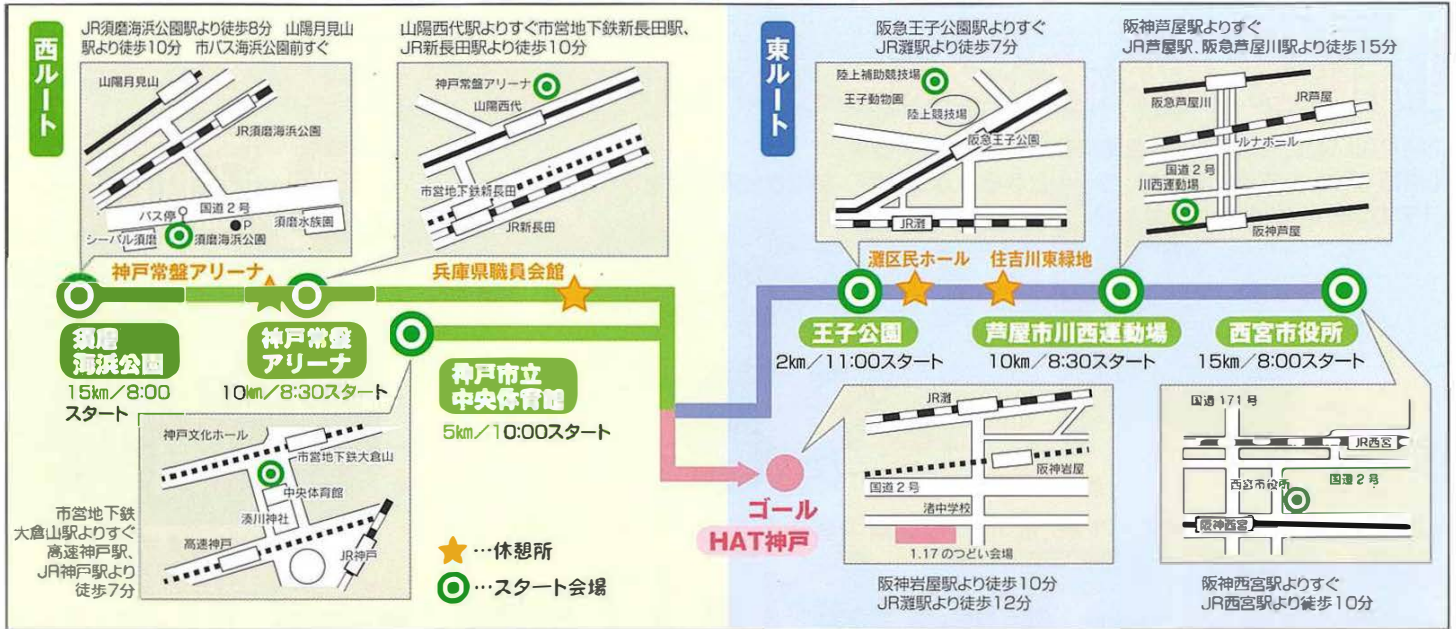 西ルート
JR須磨海浜公園駅より徒歩8分　山陽月見山
駅より徒歩10分　市バス海浜公園前すぐ
山陽月見山
JR須磨海浜公園
国道2号
バス停
P
須磨水族園
シーパル須磨
須磨海浜公園
山陽西代駅よりすぐ市営地下鉄新長田駅、
JR新長田駅より徒歩10分
神戸常盤アリーナ
山陽西代
市営地下鉄新長田
JR新長田
東ルート
阪急王子公園駅よりすぐ
JR灘駅より徒歩7分
陸上補助競技場
王子動物園
陸上競技場
阪急王子公園
JR灘
阪神芦屋駅よりすぐ
JR芦屋駅、阪急芦屋川駅より徒歩15分
阪急芦屋川
JR芦屋
ルナホール
国道2号
川西運動場
阪神芦屋
神戸常盤アリーナ
兵庫県職員会館
灘区民ホール
住吉川東緑地
須磨
海浜公園
15km／8:00
スタート
神戸常盤
アリーナ
10km／8:30スタート
神戸市立
中央体育館
5km／10:00スタート
王子公園
2km／11:00スタート
芦屋市川西運動場
10km／8:30スタート
西宮市役所
15km／8:00スタート
神戸文化ホール
市営地下鉄大倉山
中央体育館
湊川神社
高速神戸
JR神戸
市営地下鉄
大倉山駅よりすぐ
高速神戸駅、
JR神戸駅より
徒歩7分
…休憩所
…スタート会場
ゴール
HAT神戸
JR灘
阪神岩屋
国道2号
渚中学校
1.17のつどい会場
阪神岩屋駅より徒歩10分
JR灘駅より徒歩12分
国道171号
JR西宮
西宮市役所
国道2号
阪神西宮
阪神西宮駅よりすぐ
JR西宮駅より徒歩10分